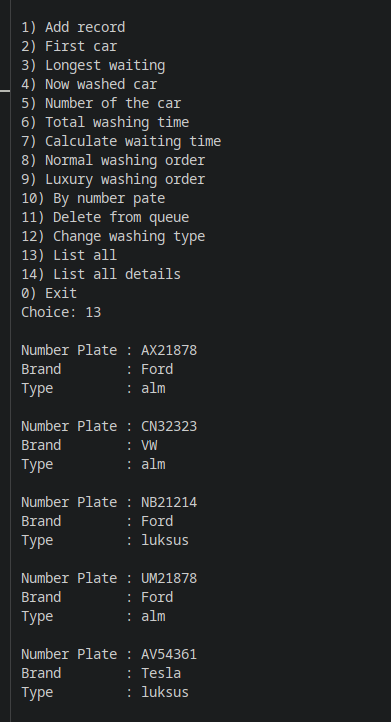 1) Add record
2) First car
3) Longest waiting
4) Now washed car
5) Number of the car
6) Total washing time
7) Calculate waiting time
8) Normal washing order
9) Luxury washing order
10) By number pate
11) Delete from queue
12) Change washing type
13) List all
14) List all details
0) Exit
Choice: 13
Number Plate : AX21878
Brand        : Ford
Type         : alm
Number Plate : CN32323
Brand        : VW
Type         : alm
Number Plate : NB21214
Brand        : Ford
Type         : luksus
Number Plate : UM21878
Brand        : Ford
Type         : alm
Number Plate : AV54361
Brand        : Tesla
Type         : luksus